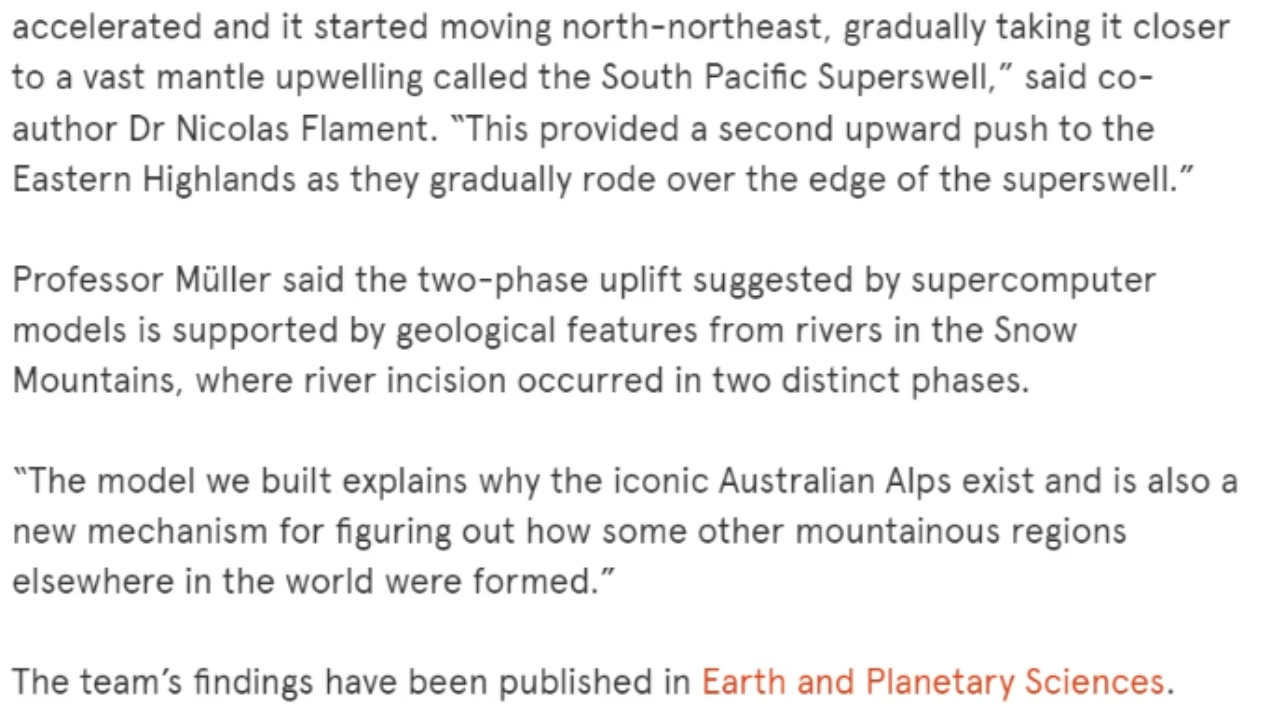 accelerated and it started moving north-northeast, gradually taking it closer
to a vast mantle upwelling called the South Pacific Superswell,” said co-
author Dr Nicolas Flament. “This provided a second upward push to the
Eastern Highlands as they gradually rode over the edge of the superswell.”
Professor Müller said the two-phase uplift suggested by supercomputer
models is supported by geological features from rivers in the Snow
Mountains, where river incision occurred in two distinct phases.
“The model we built explains why the iconic Australian Alps exist and is also a
new mechanism for figuring out how some other mountainous regions
elsewhere in the world were formed.”
The team’s findings have been published in Earth and Planetary Sciences.